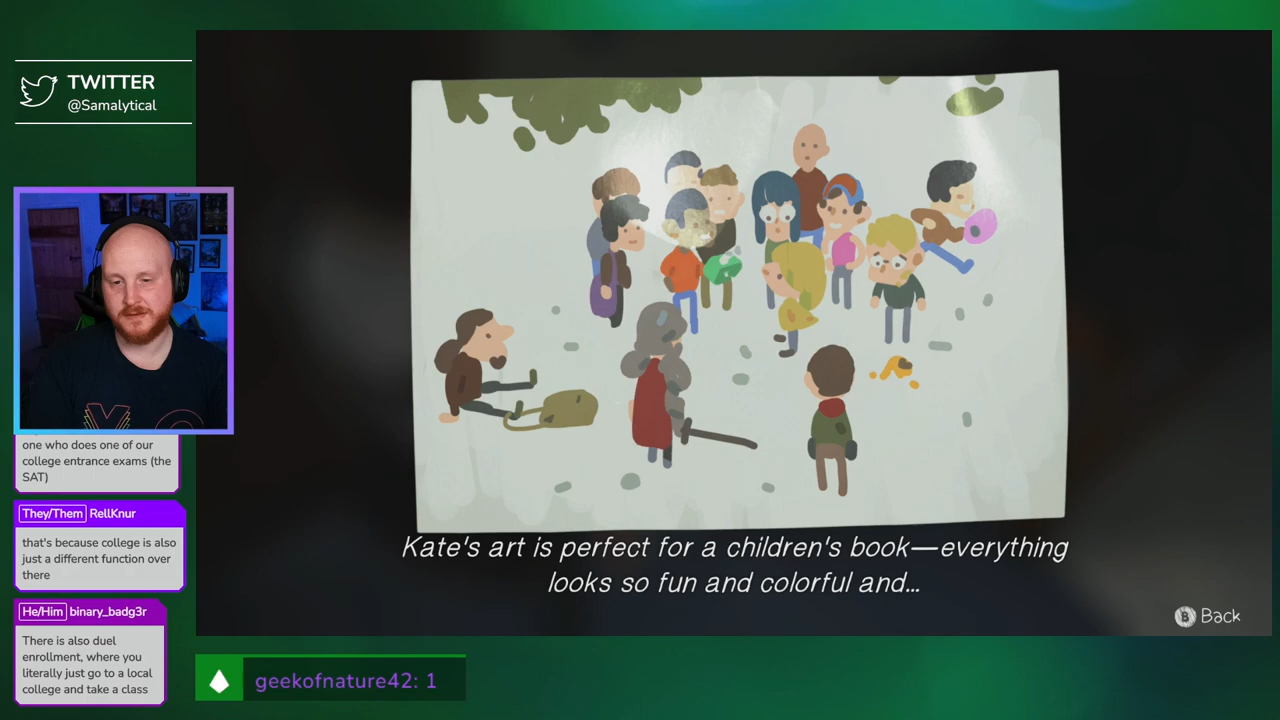 TWITTER
@Samalytical
one who does one of our
college entrance exams (the
SAT)
They/Them RellKnur
that's because college is also
just a different function over
there
He/Him binary_badg3r
There is also duel
enrollment, where you
literally just go to a local
college and take a class
Kate's art is perfect for a children's book—everything
looks so fun and colorful and...
B Back
geekofnature42: 1